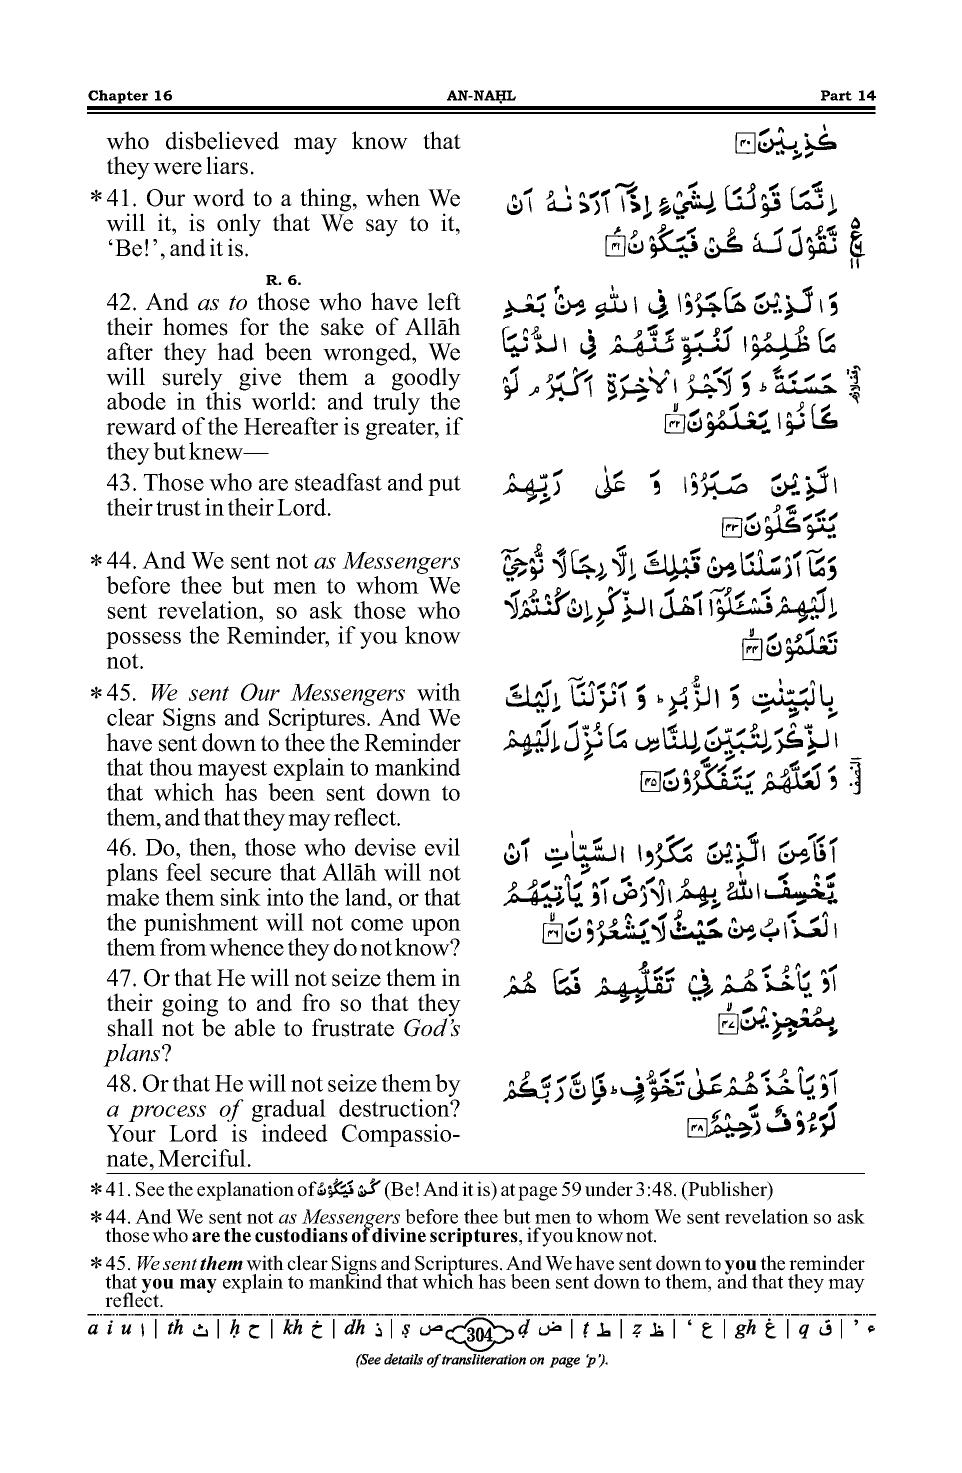 Chapter 16 AN-NAḤL Part 14
who disbelieved may know that
they were liars.
*41. Our word to a thing, when We
will it, is only that We say to it,
‘Be!’, and it is.
R. 6.
42. And as to those who have left
their homes for the sake of Allāh
after they had been wronged, We
will surely give them a goodly
abode in this world: and truly the
reward of the Hereafter is greater, if
they but knew—
43. Those who are steadfast and put
their trust in their Lord.
*44. And We sent not as Messengers
before thee but men to whom We
sent revelation, so ask those who
possess the Reminder, if you know
not.
*45. We sent Our Messengers with
clear Signs and Scriptures. And We
have sent down to thee the Reminder
that thou mayest explain to mankind
that which has been sent down to
them, and that they may reflect.
46. Do, then, those who devise evil
plans feel secure that Allāh will not
make them sink into the land, or that
the punishment will not come upon
them from whence they do not know?
47. Or that He will not seize them in
their going to and fro so that they
shall not be able to frustrate God’s
plans?
48. Or that He will not seize them by
a process of gradual destruction?
Your Lord is indeed Compassio-
nate, Merciful.
كٰذِبِيْنَ ۴۰
اِنَّمَا قَوْلُنَا لِشَيْءٍ اِذَاۤ اَرَدْنٰهُ اَنْ
نَّقُوْلَ لَهٗ كُنْ فَيَكُوْنُ ۴۱
وَ الَّذِيْنَ هَاجَرُوْا فِي اللّٰهِ مِنْۢ بَعْدِ
مَا ظُلِمُوْا لَنُبَوِّئَنَّهُمْ فِي الدُّنْيَا
حَسَنَةً ؕ وَ لَاَجْرُ الْاٰخِرَةِ اَكْبَرُ ۘ لَوْ
كَانُوْا يَعْلَمُوْنَ ۴۲
الَّذِيْنَ صَبَرُوْا وَ عَلٰى رَبِّهِمْ
يَتَوَكَّلُوْنَ ۴۳
وَمَاۤ اَرْسَلْنَا مِنْ قَبْلِكَ اِلَّا رِجَالًا نُّوْحِيْۤ
اِلَيْهِمْ فَسْـَٔلُوْۤا اَهْلَ الذِّكْرِ اِنْ كُنْتُمْ لَا
تَعْلَمُوْنَ ۴۴
بِالْبَيِّنٰتِ وَ الزُّبُرِ ؕ وَ اَنْزَلْنَاۤ اِلَيْكَ
الذِّكْرَ لِتُبَيِّنَ لِلنَّاسِ مَا نُزِّلَ اِلَيْهِمْ
وَ لَعَلَّهُمْ يَتَفَكَّرُوْنَ ۴۵
اَفَاَمِنَ الَّذِيْنَ مَكَرُوا السَّيِّاٰتِ اَنْ
يَّخْسِفَ اللّٰهُ بِهِمُ الْاَرْضَ اَوْ يَاْتِيَهُمُ
الْعَذَابُ مِنْ حَيْثُ لَا يَشْعُرُوْنَ ۴۶
اَوْ يَاْخُذَهُمْ فِيْ تَقَلُّبِهِمْ فَمَا هُمْ
بِمُعْجِزِيْنَ ۴۷
اَوْ يَاْخُذَهُمْ عَلٰى تَخَوُّفٍ ؕ فَاِنَّ رَبَّكُمْ
لَرَءُوْفٌ رَّحِيْمٌ ۴۸
*41. See the explanation of كُنْ فَيَكُوْنُ (Be! And it is) at page 59 under 3:48. (Publisher)
*44. And We sent not as Messengers before thee but men to whom We sent revelation so ask
those who are the custodians of divine scriptures, if you know not.
*45. We sent them with clear Signs and Scriptures. And We have sent down to you the reminder
that you may explain to mankind that which has been sent down to them, and that they may
reflect.
a i u ا | th ث | ḥ ح | kh خ | dh ذ | ṣ ص 304 ḍ ض | ṭ ط | ẓ ظ | ‘ ع | gh غ | q ق | ’ ء
(See details of transliteration on page ‘p’).